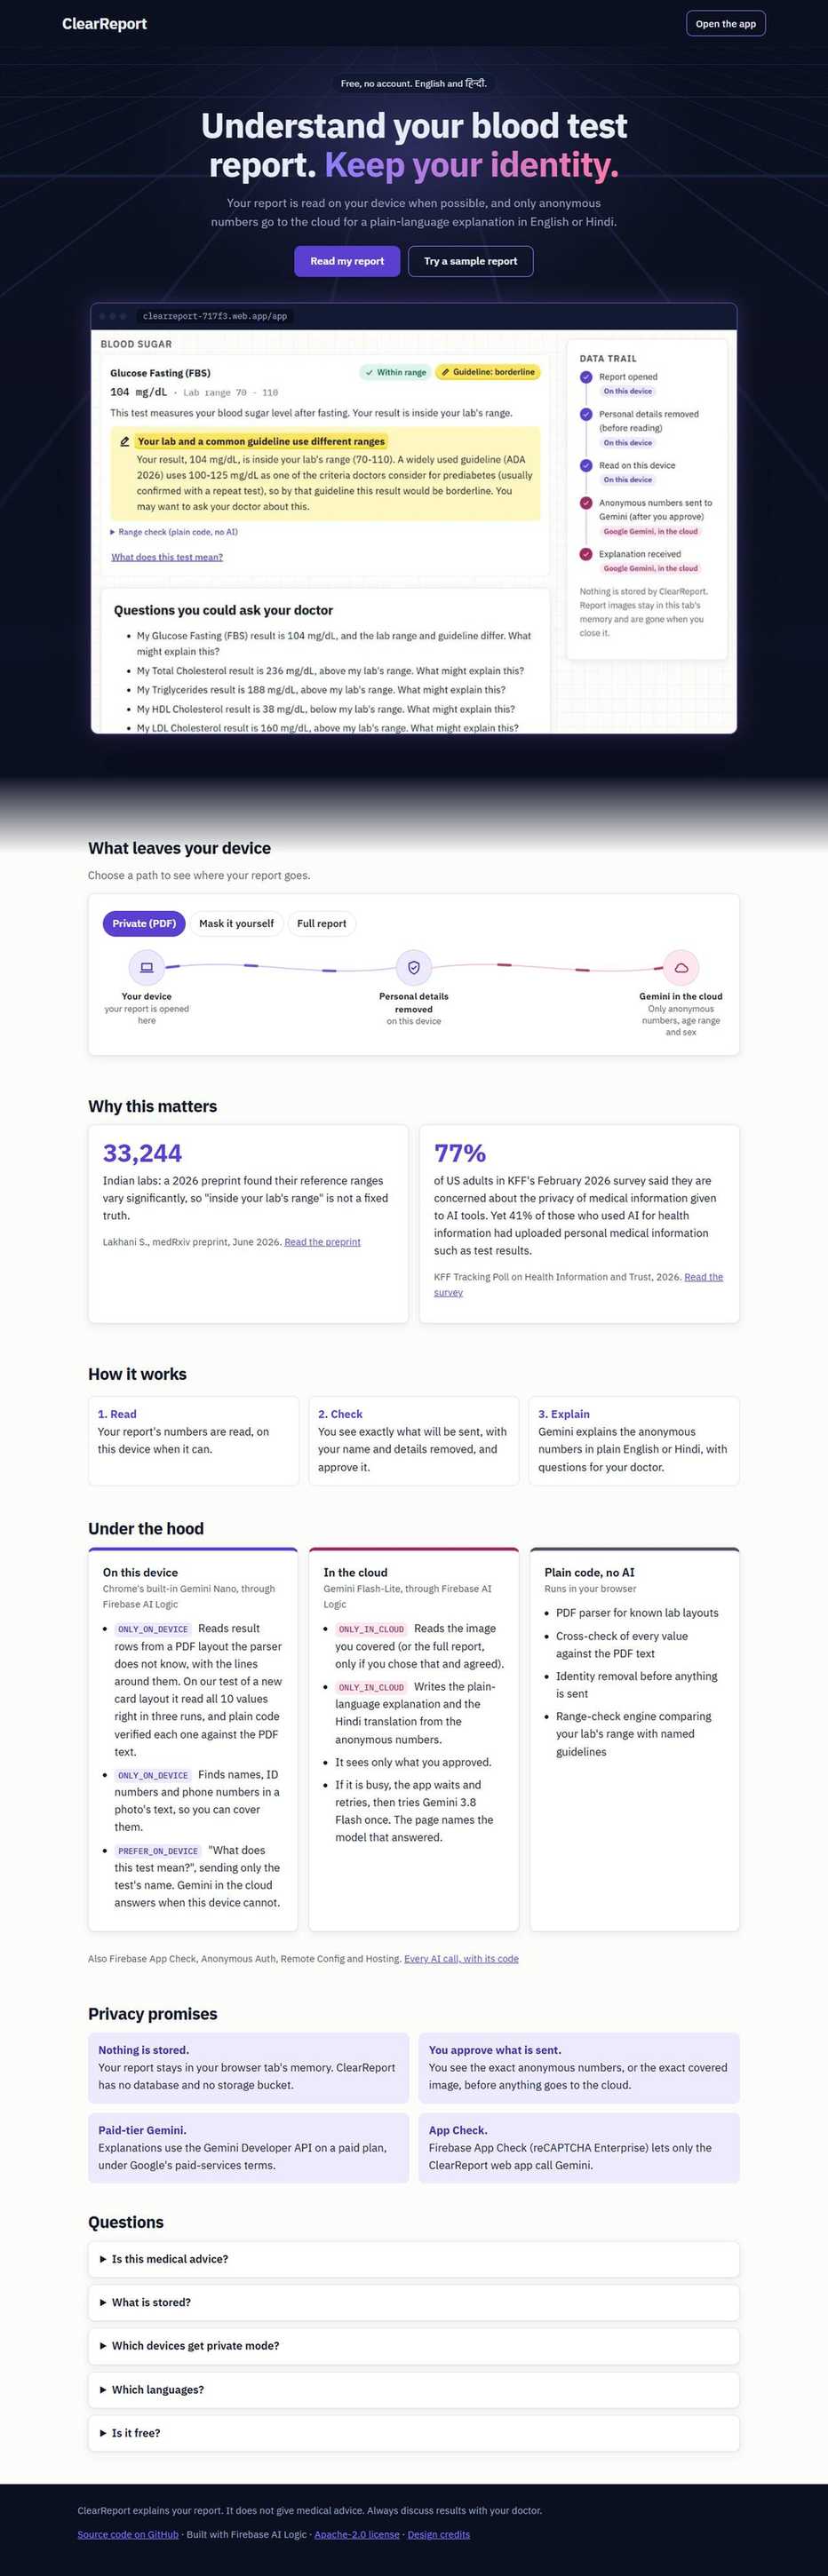 ClearReport
Open the app
Free, no account. English and हिन्दी.
Understand your blood test
report. Keep your identity.
Your report is read on your device when possible, and only anonymous
numbers go to the cloud for a plain-language explanation in English or Hindi.
Read my report
Try a sample report
clearreport-717f3.web.app/app
BLOOD SUGAR
Glucose Fasting (FBS)
Within range
Guideline: borderline
104 mg/dL · Lab range 70 - 110
This test measures your blood sugar level after fasting. Your result is inside your lab's range.
Your lab and a common guideline use different ranges
Your result, 104 mg/dL, is inside your lab's range (70-110). A widely used guideline (ADA
2026) uses 100-125 mg/dL as one of the criteria doctors consider for prediabetes (usually
confirmed with a repeat test), so by that guideline this result would be borderline. You
may want to ask your doctor about this.
Range check (plain code, no AI)
What does this test mean?
Questions you could ask your doctor
My Glucose Fasting (FBS) result is 104 mg/dL, and the lab range and guideline differ. What
might explain this?
My Total Cholesterol result is 236 mg/dL, above my lab's range. What might explain this?
My Triglycerides result is 188 mg/dL, above my lab's range. What might explain this?
My HDL Cholesterol result is 38 mg/dL, below my lab's range. What might explain this?
My LDL Cholesterol result is 160 mg/dL, above my lab's range. What might explain this?
DATA TRAIL
Report opened
On this device
Personal details removed
(before reading)
On this device
Read on this device
On this device
Anonymous numbers sent to
Gemini (after you approve)
Google Gemini, in the cloud
Explanation received
Google Gemini, in the cloud
Nothing is stored by ClearReport.
Report images stay in this tab's
memory and are gone when you
close it.
What leaves your device
Choose a path to see where your report goes.
Private (PDF)
Mask it yourself
Full report
Your device
your report is opened
here
Personal details
removed
on this device
Gemini in the cloud
Only anonymous
numbers, age range
and sex
Why this matters
33,244
Indian labs: a 2026 preprint found their reference ranges
vary significantly, so "inside your lab's range" is not a fixed
truth.
Lakhani S., medRxiv preprint, June 2026. Read the preprint
77%
of US adults in KFF's February 2026 survey said they are
concerned about the privacy of medical information given
to AI tools. Yet 41% of those who used AI for health
information had uploaded personal medical information
such as test results.
KFF Tracking Poll on Health Information and Trust, 2026. Read the
survey
How it works
1. Read
Your report's numbers are read, on
this device when it can.
2. Check
You see exactly what will be sent, with
your name and details removed, and
approve it.
3. Explain
Gemini explains the anonymous
numbers in plain English or Hindi, with
questions for your doctor.
Under the hood
On this device
Chrome's built-in Gemini Nano, through
Firebase AI Logic
ONLY_ON_DEVICE Reads result
rows from a PDF layout the parser
does not know, with the lines
around them. On our test of a new
card layout it read all 10 values
right in three runs, and plain code
verified each one against the PDF
text.
ONLY_ON_DEVICE Finds names, ID
numbers and phone numbers in a
photo's text, so you can cover
them.
PREFER_ON_DEVICE "What does
this test mean?", sending only the
test's name. Gemini in the cloud
answers when this device cannot.
In the cloud
Gemini Flash-Lite, through Firebase AI
Logic
ONLY_IN_CLOUD Reads the image
you covered (or the full report,
only if you chose that and agreed).
ONLY_IN_CLOUD Writes the plain-
language explanation and the
Hindi translation from the
anonymous numbers.
It sees only what you approved.
If it is busy, the app waits and
retries, then tries Gemini 3.8
Flash once. The page names the
model that answered.
Plain code, no AI
Runs in your browser
PDF parser for known lab layouts
Cross-check of every value
against the PDF text
Identity removal before anything
is sent
Range-check engine comparing
your lab's range with named
guidelines
Also Firebase App Check, Anonymous Auth, Remote Config and Hosting. Every AI call, with its code
Privacy promises
Nothing is stored.
Your report stays in your browser tab's memory. ClearReport
has no database and no storage bucket.
You approve what is sent.
You see the exact anonymous numbers, or the exact covered
image, before anything goes to the cloud.
Paid-tier Gemini.
Explanations use the Gemini Developer API on a paid plan,
under Google's paid-services terms.
App Check.
Firebase App Check (reCAPTCHA Enterprise) lets only the
ClearReport web app call Gemini.
Questions
Is this medical advice?
What is stored?
Which devices get private mode?
Which languages?
Is it free?
ClearReport explains your report. It does not give medical advice. Always discuss results with your doctor.
Source code on GitHub · Built with Firebase AI Logic · Apache-2.0 license · Design credits